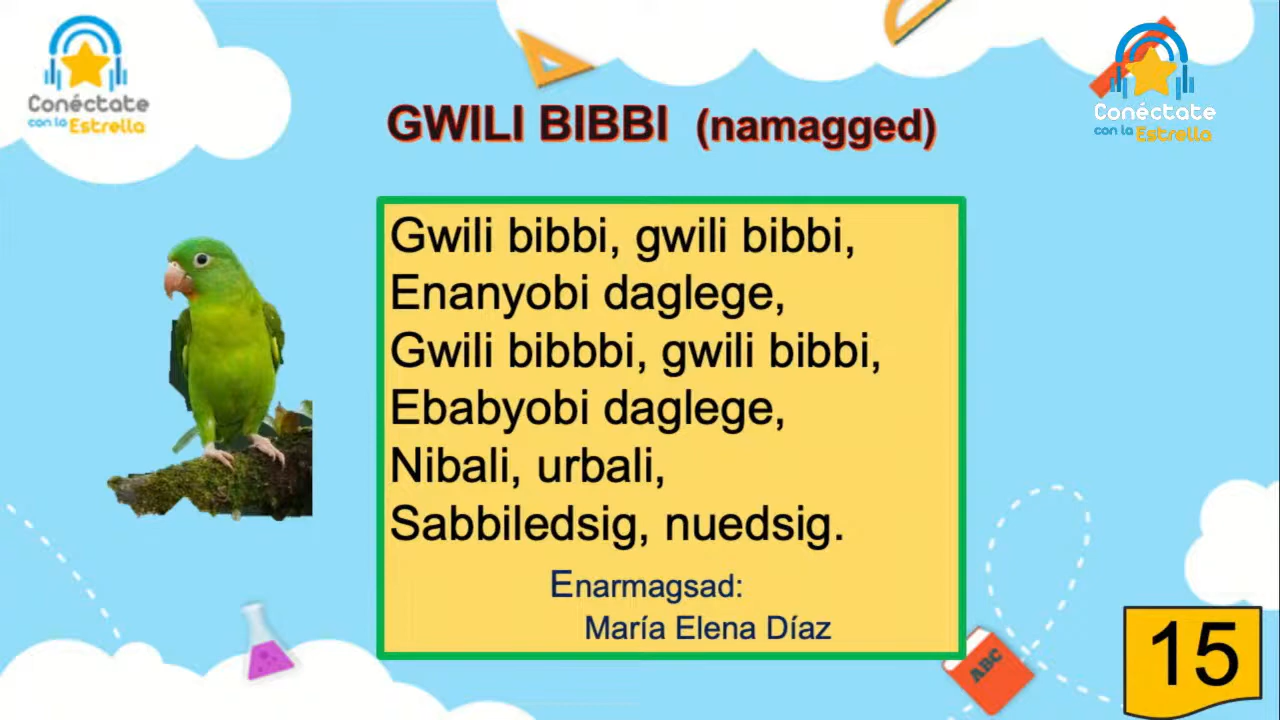 Conéctate
con la Estrella
Conéctate
con la Estrella
GWILI BIBBI (namagged)
Gwili bibbi, gwili bibbi,
Enanyobi daglege,
Gwili bibbbi, gwili bibbi,
Ebabyobi daglege,
Nibali, urbali,
Sabbiledsig, nuedsig.
Enarmagsad:
María Elena Díaz
ABC
15